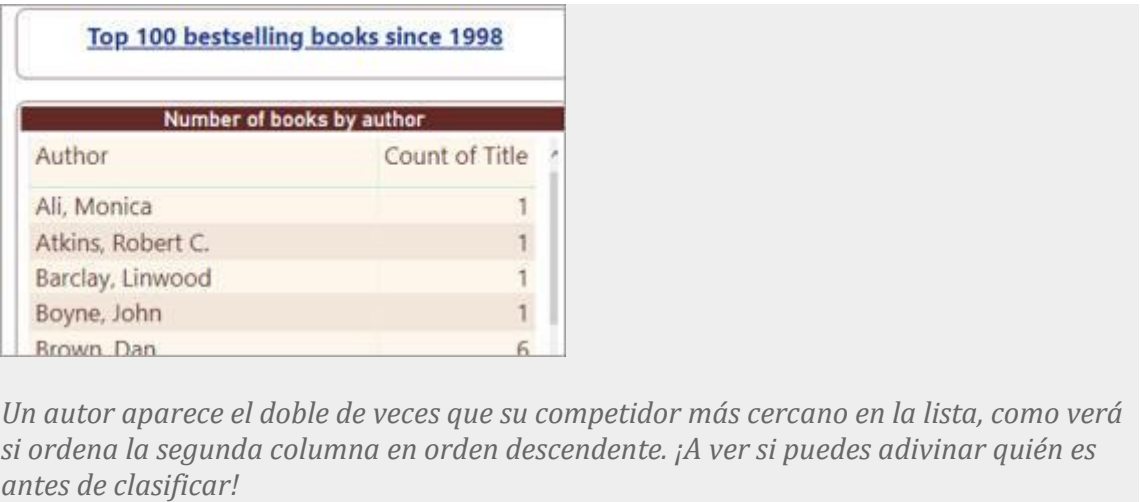 Top 100 bestselling books since 1998
Number of books by author
Author Count of Title
Ali, Monica 1
Atkins, Robert C. 1
Barclay, Linwood 1
Boyne, John 1
Brown, Dan 6
Un autor aparece el doble de veces que su competidor más cercano en la lista, como verá
si ordena la segunda columna en orden descendente. ¡A ver si puedes adivinar quién es
antes de clasificar!